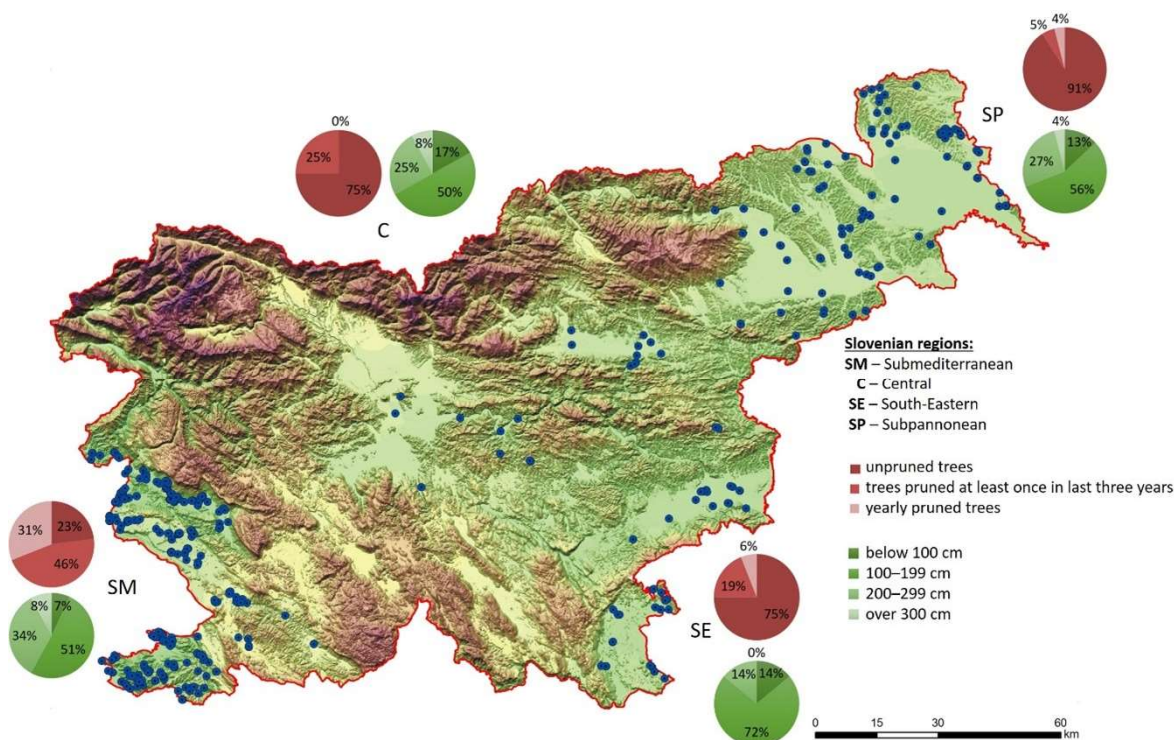 5%
4%
91%
SP
4%
13%
27%
56%
0%
25%
75%
8%
17%
25%
50%
C
Slovenian regions:
SM – Submediterranean
C – Central
SE – South-Eastern
SP – Subpannonean
unpruned trees
trees pruned at least once in last three years
yearly pruned trees
below 100 cm
100–199 cm
200–299 cm
over 300 cm
31%
23%
46%
SM
8%
7%
34%
51%
6%
19%
75%
SE
0%
14%
14%
72%
0
15
30
60
km